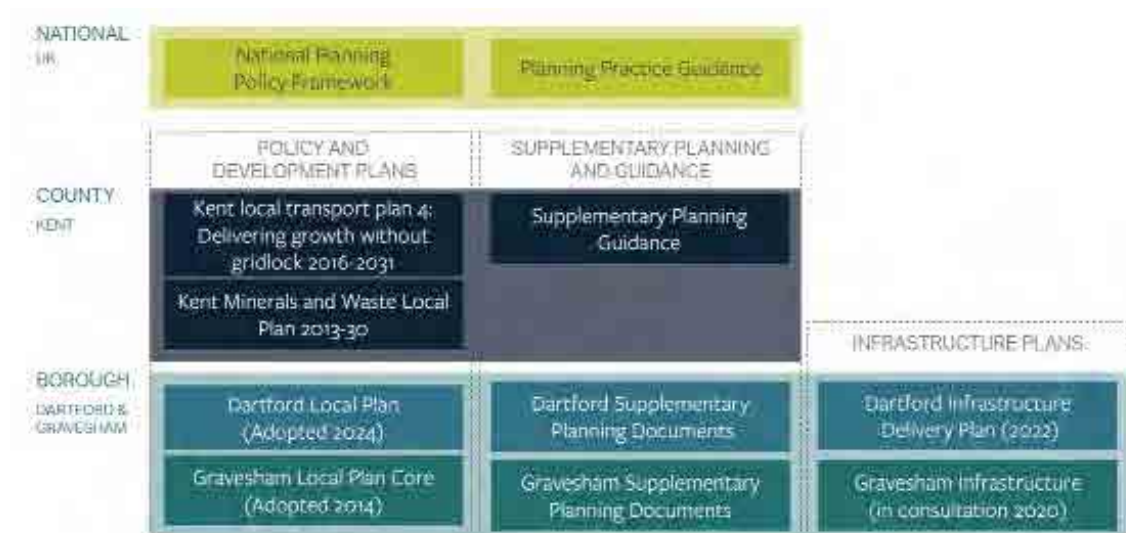 NATIONAL
UK
National Planning
Policy Framework
Planning Practice Guidance
POLICY AND
DEVELOPMENT PLANS
SUPPLEMENTARY PLANNING
AND GUIDANCE
COUNTY
KENT
Kent local transport plan 4:
Delivering growth without
gridlock 2016-2031
Supplementary Planning
Guidance
Kent Minerals and Waste Local
Plan 2013-30
INFRASTRUCTURE PLANS
BOROUGH
DARTFORD &
GRAVESHAM
Dartford Local Plan
(Adopted 2024)
Dartford Supplementary
Planning Documents
Dartford Infrastructure
Delivery Plan (2022)
Gravesham Local Plan Core
(Adopted 2014)
Gravesham Supplementary
Planning Documents
Gravesham Infrastructure
(in consultation 2020)